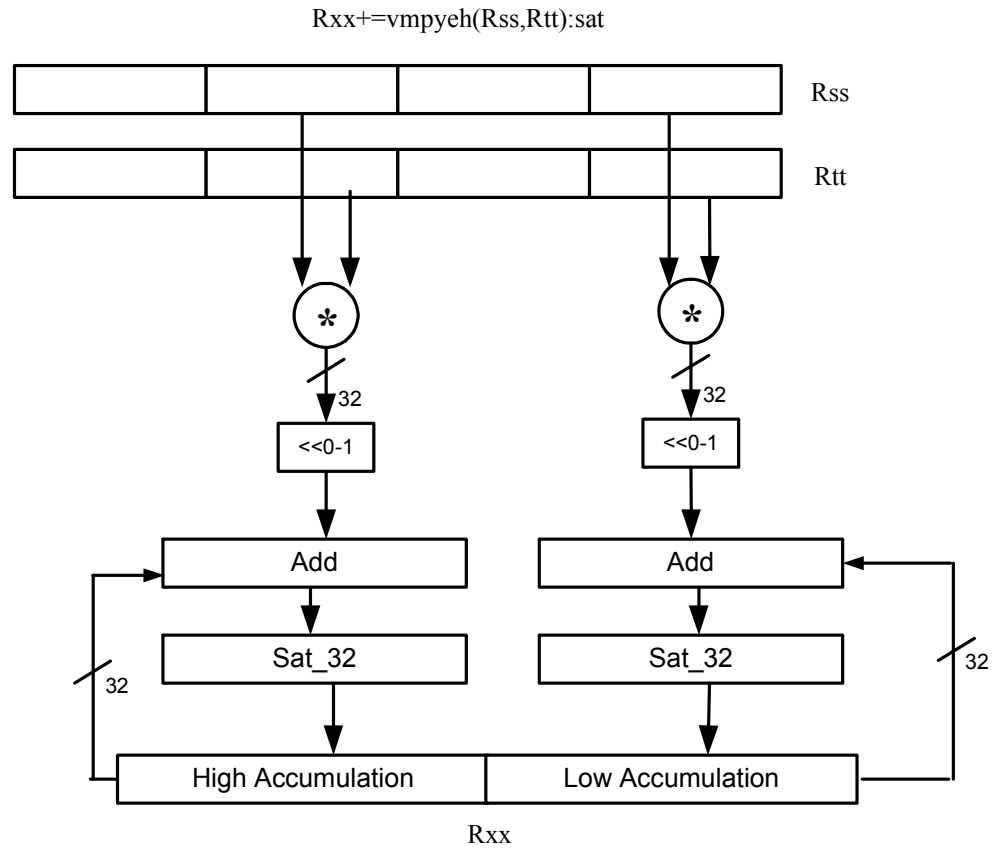 Rxx+=vmpyeh(Rss,Rtt):sat
Rss
Rtt
* *
32 32
<<0-1 <<0-1
Add Add
Sat_32 Sat_32
32 32
High Accumulation Low Accumulation
Rxx